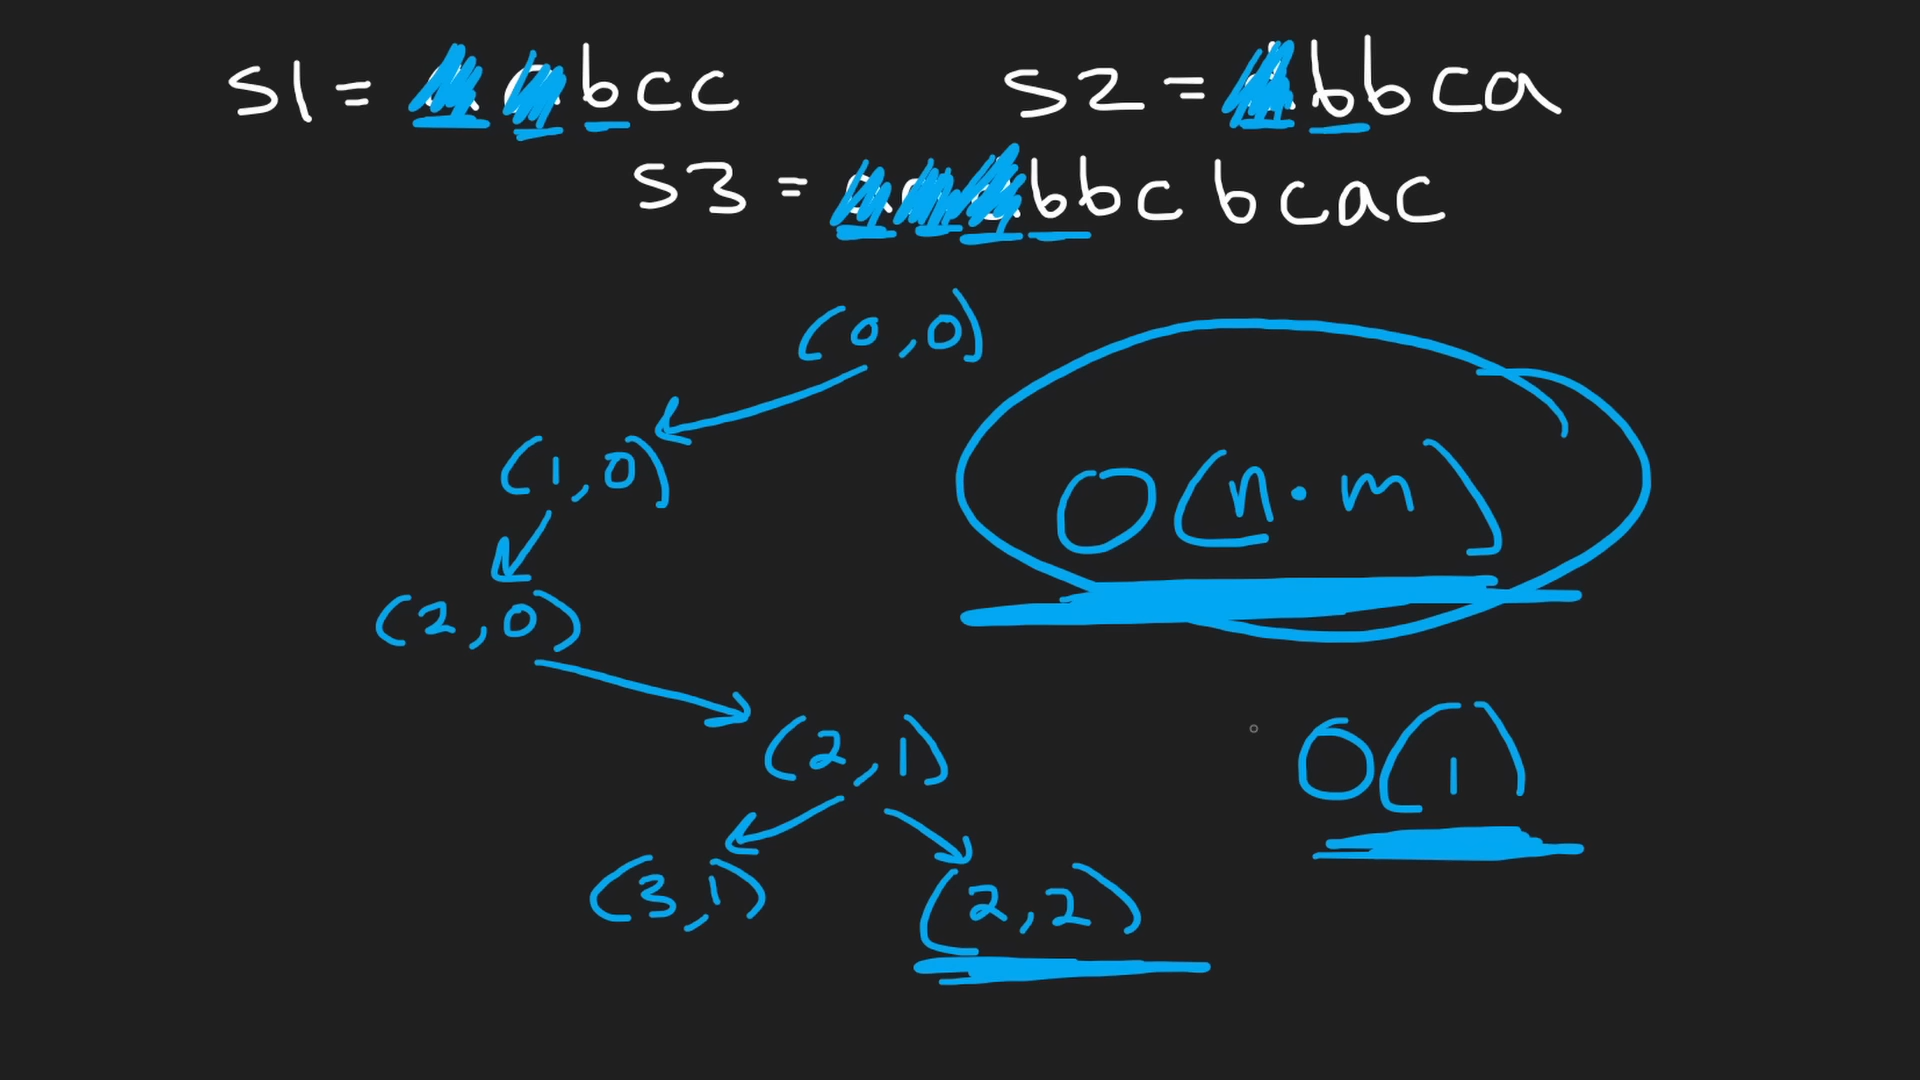 s1 = bcc
s2 = bbca
s3 = bbcbcac
(0,0)
(1,0)
O(n·m)
(2,0)
(2,1)
O(1)
(3,1)
(2,2)